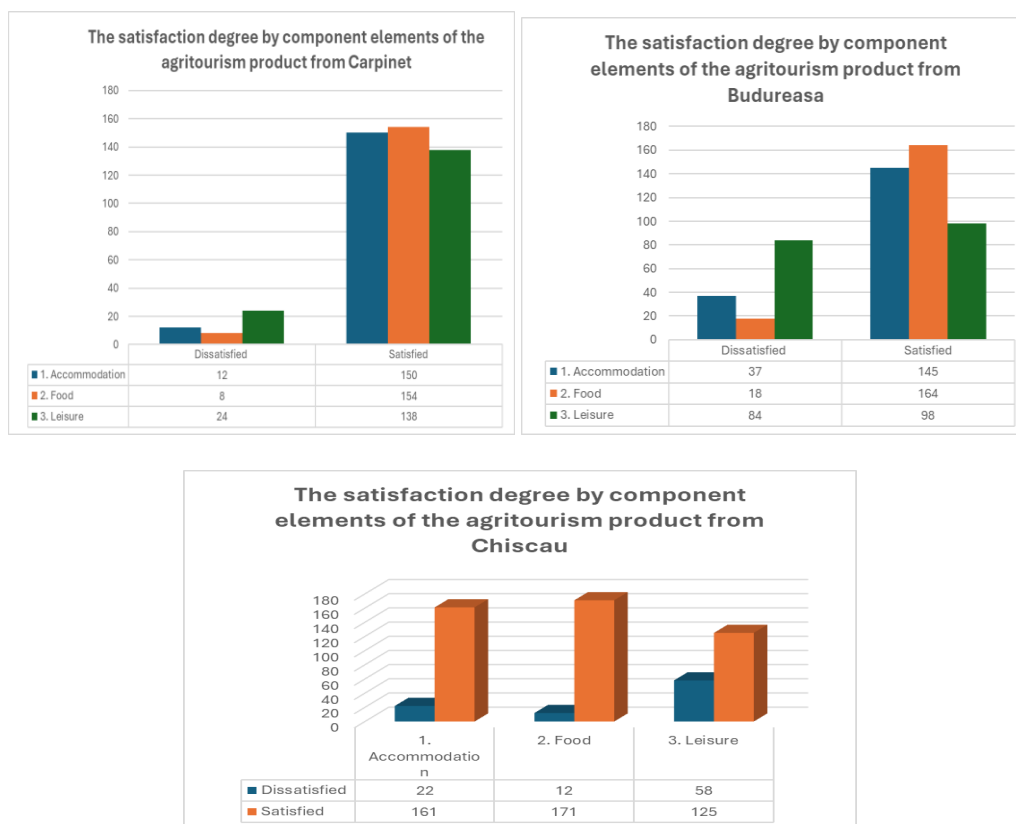 The satisfaction degree by component elements of the
agritourism product from Carpinet
180
160
140
120
100
80
60
40
20
0
Dissatisfied Satisfied
1. Accommodation 12 150
2. Food 8 154
3. Leisure 24 138
The satisfaction degree by component
elements of the agritourism product from
Budureasa
180
160
140
120
100
80
60
40
20
0
Dissatisfied Satisfied
1. Accommodation 37 145
2. Food 18 164
3. Leisure 84 98
The satisfaction degree by component
elements of the agritourism product from
Chiscau
180
160
140
120
100
80
60
40
20
0
1. 2. Food 3. Leisure
Accommodatio
n
Dissatisfied 22 12 58
Satisfied 161 171 125